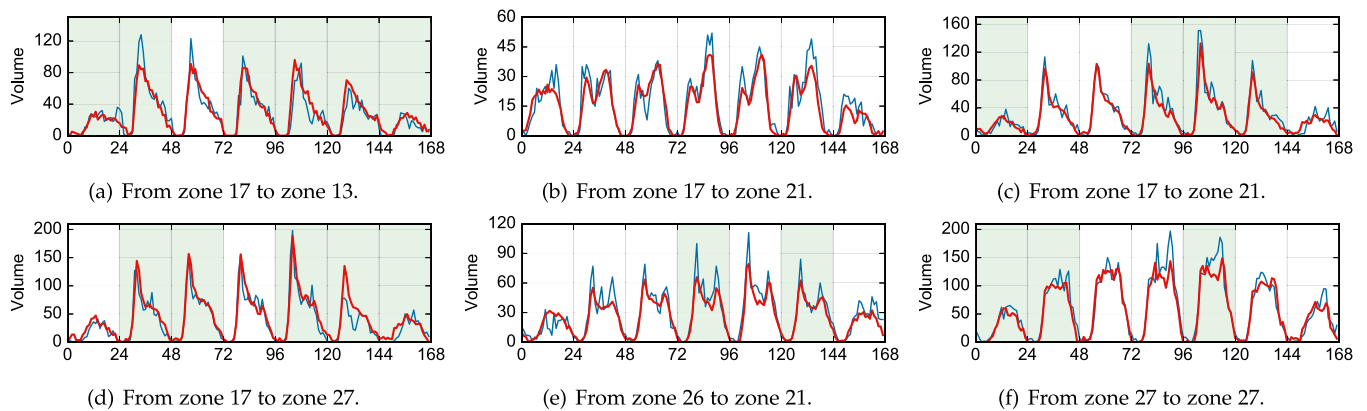 120
80
40
0
Volume
0 24 48 72 96 120 144 168
(a) From zone 17 to zone 13.
60
45
30
15
0
Volume
0 24 48 72 96 120 144 168
(b) From zone 17 to zone 21.
160
120
80
40
0
Volume
0 24 48 72 96 120 144 168
(c) From zone 17 to zone 21.
200
150
100
50
0
Volume
0 24 48 72 96 120 144 168
(d) From zone 17 to zone 27.
120
90
60
30
0
Volume
0 24 48 72 96 120 144 168
(e) From zone 26 to zone 21.
200
150
100
50
0
Volume
0 24 48 72 96 120 144 168
(f) From zone 27 to zone 27.